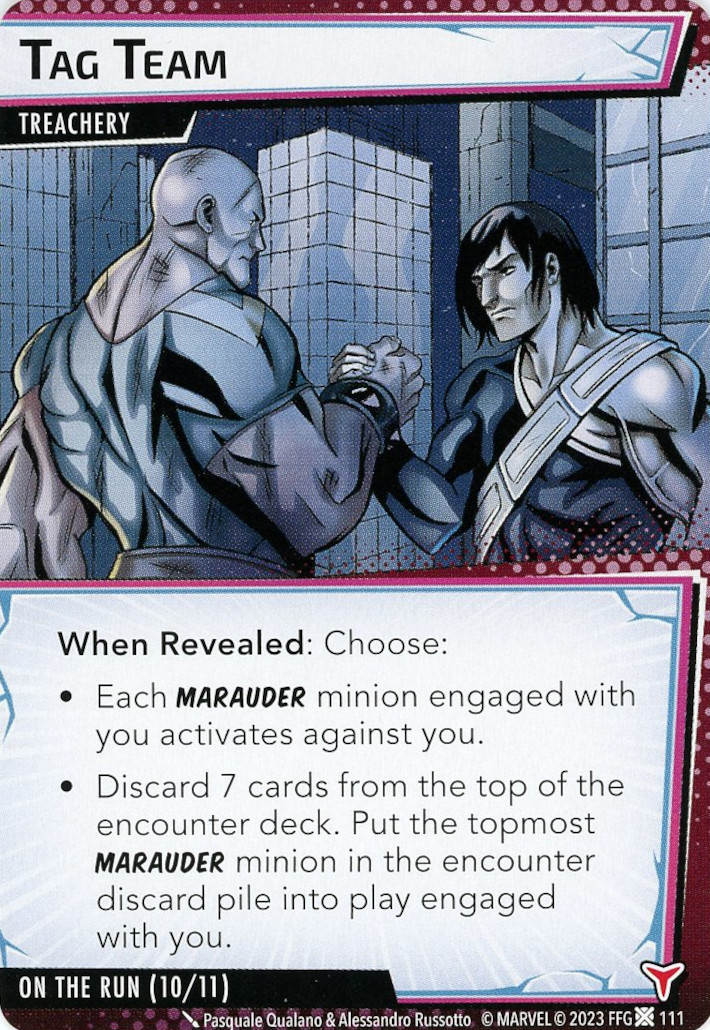 TAG TEAM
TREACHERY
When Revealed: Choose:
• Each MARAUDER minion engaged with
you activates against you.
• Discard 7 cards from the top of the
encounter deck. Put the topmost
MARAUDER minion in the encounter
discard pile into play engaged
with you.
ON THE RUN (10/11)
Pasquale Qualano & Alessandro Russotto © MARVEL © 2023 FFG 111